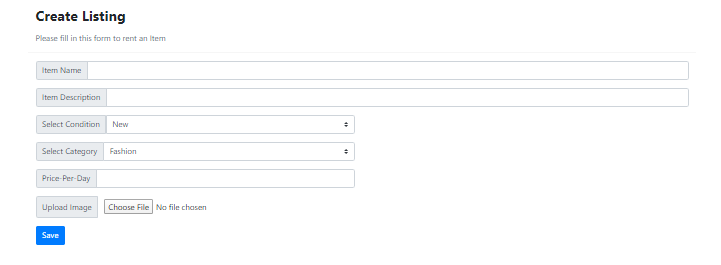 Create Listing
Please fill in this form to rent an Item
Item Name
Item Description
Select Condition New
Select Category Fashion
Price-Per-Day
Upload Image Choose File No file chosen
Save